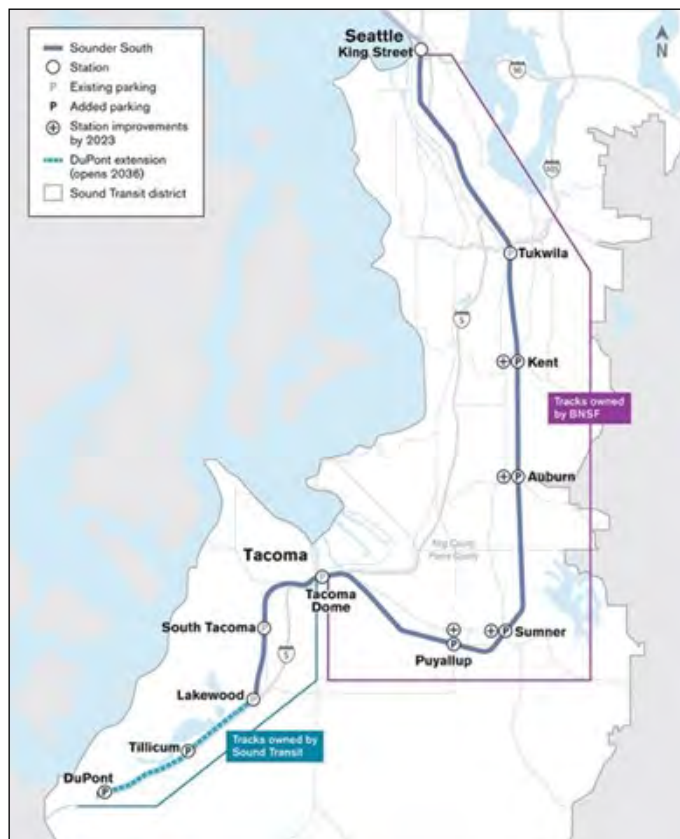 Sounder South
Station
P Existing parking
P Added parking
Station improvements
by 2023
DuPont extension
(opens 2036)
Sound Transit district
Seattle
King Street
N
90
405
Tukwila
P
5
Kent
P
Tracks owned
by BNSF
Auburn
P
King County
Pierce County
Tacoma
P
Tacoma
Dome
South Tacoma
P
5
Sumner
P
Puyallup
P
Lakewood
P
Tillicum
P
Tracks owned by
Sound Transit
DuPont
P